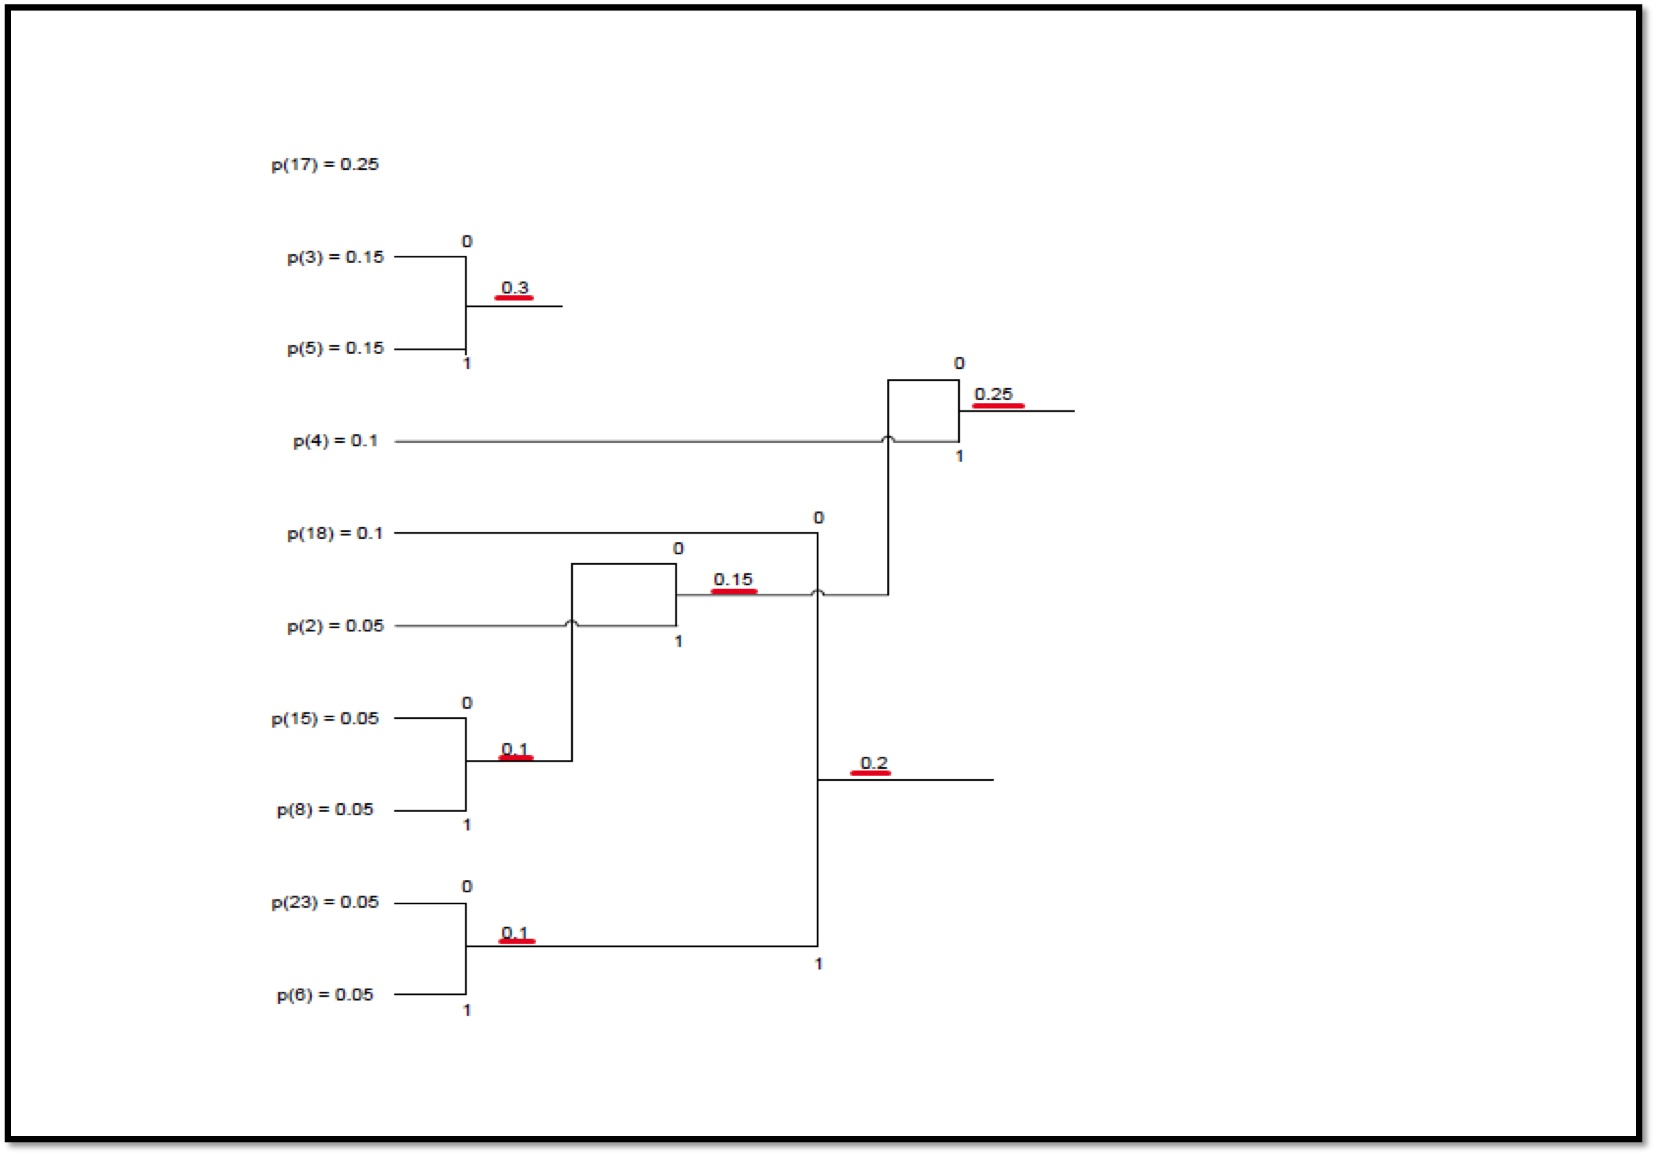 p(17) = 0.25
0
p(3) = 0.15
0.3
p(5) = 0.15
1
0
0.25
p(4) = 0.1
1
0
p(18) = 0.1
0
0.15
p(2) = 0.05
1
0
p(15) = 0.05
0.1
0.2
p(8) = 0.05
1
0
p(23) = 0.05
0.1
1
p(6) = 0.05
1